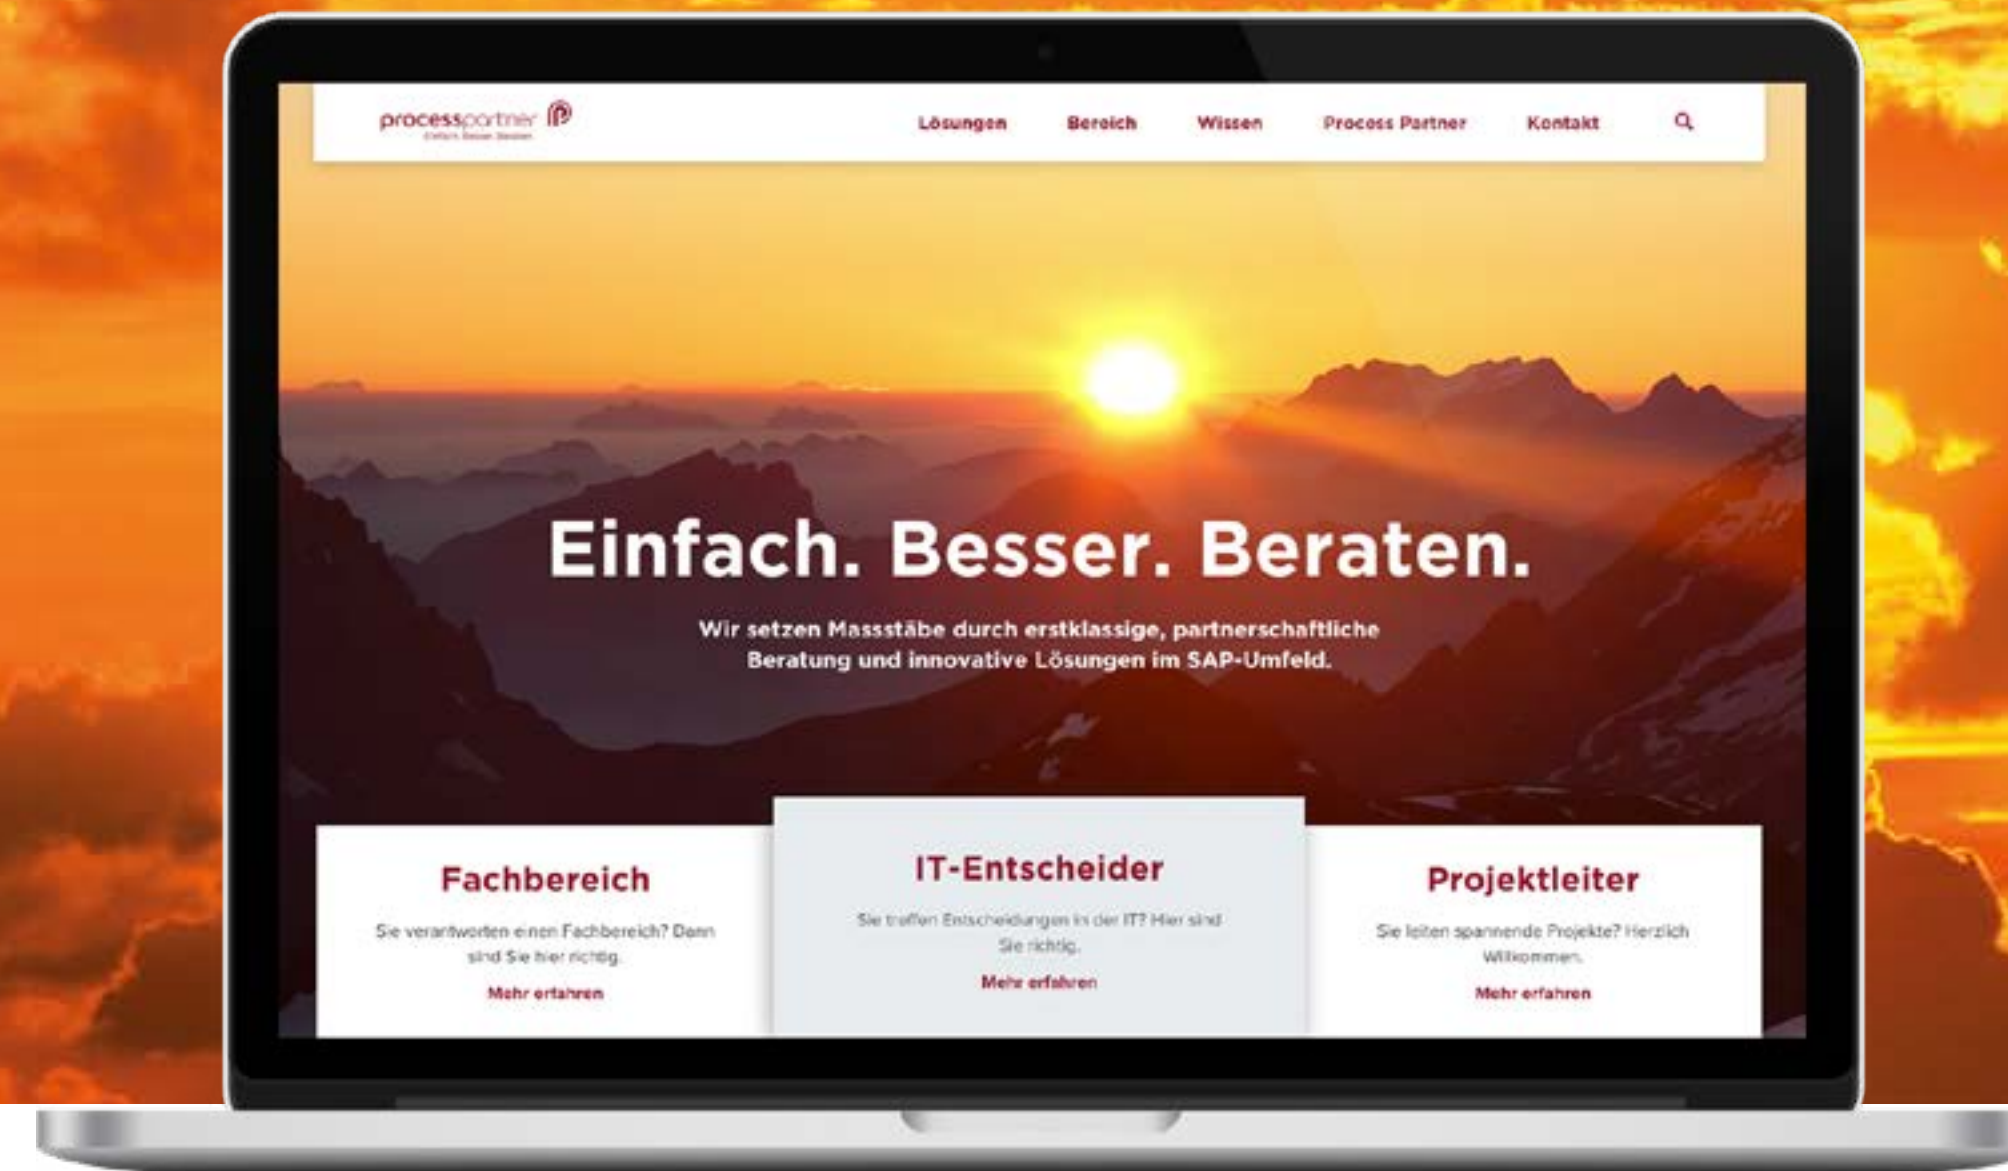 processpartner
Einfach. Besser. Beraten.
Lösungen Bereich Wissen Process Partner Kontakt
Einfach. Besser. Beraten.
Wir setzen Massstäbe durch erstklassige, partnerschaftliche
Beratung und innovative Lösungen im SAP-Umfeld.
Fachbereich
Sie verantworten einen Fachbereich? Dann
sind Sie hier richtig.
Mehr erfahren
IT-Entscheider
Sie treffen Entscheidungen in der IT? Hier sind
Sie richtig.
Mehr erfahren
Projektleiter
Sie leiten spannende Projekte? Herzlich
Willkommen.
Mehr erfahren